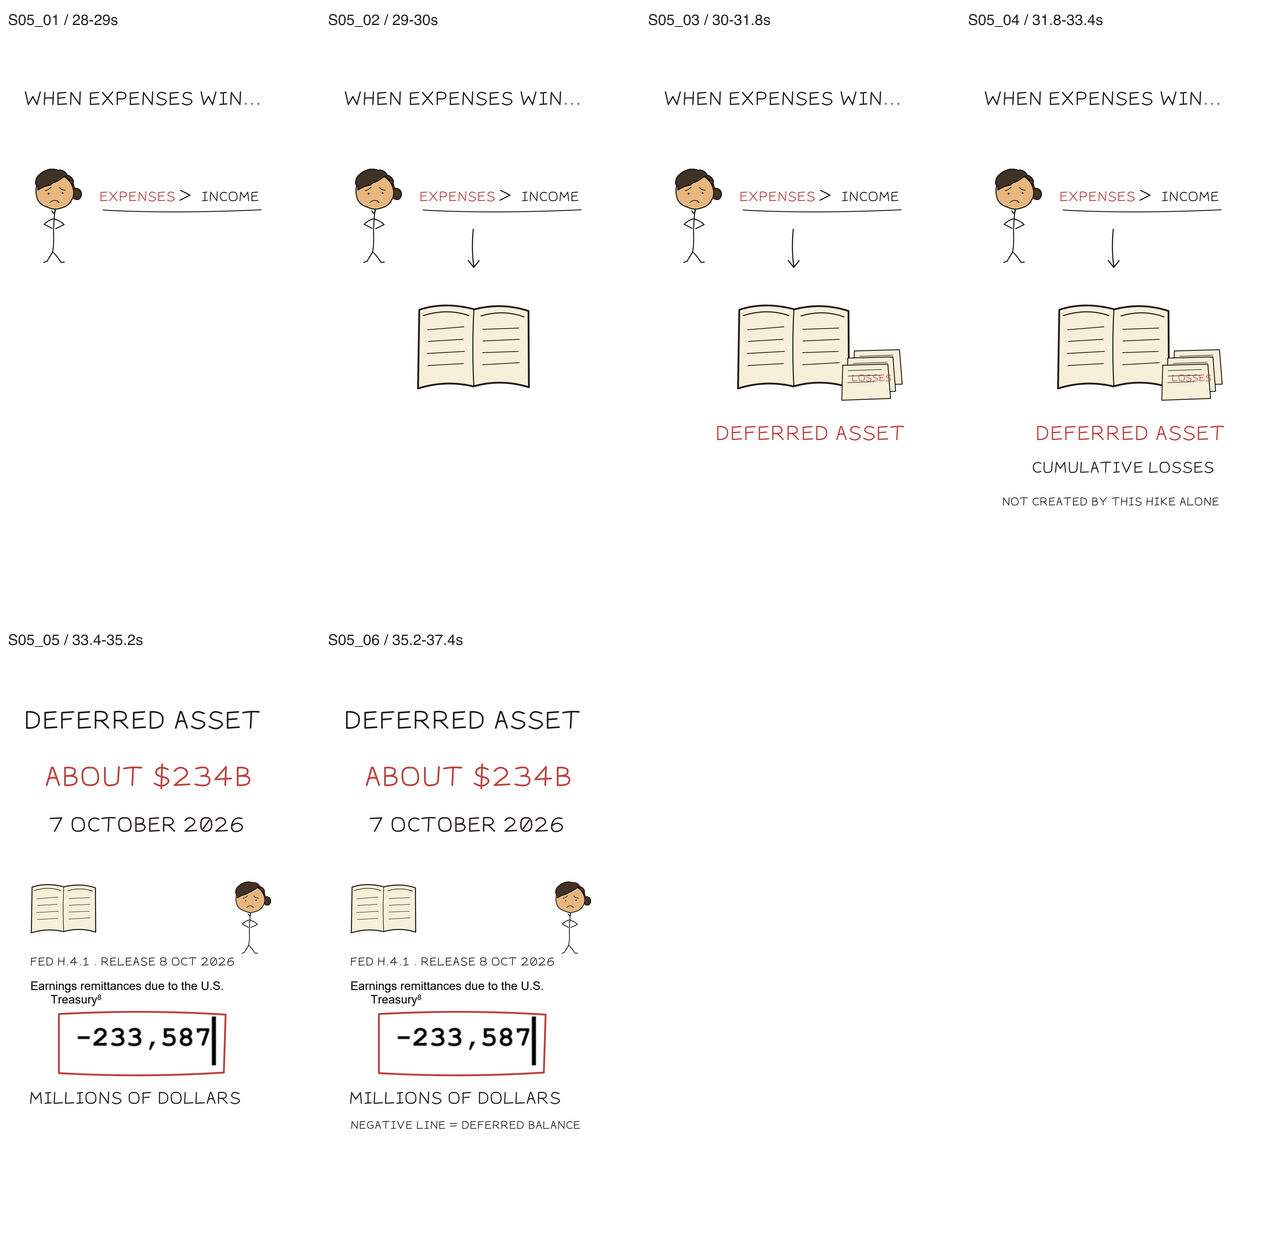 S05_01 / 28-29s
WHEN EXPENSES WIN...
EXPENSES > INCOME
S05_02 / 29-30s
WHEN EXPENSES WIN...
EXPENSES > INCOME
S05_03 / 30-31.8s
WHEN EXPENSES WIN...
EXPENSES > INCOME
LOSSES
DEFERRED ASSET
S05_04 / 31.8-33.4s
WHEN EXPENSES WIN...
EXPENSES > INCOME
LOSSES
DEFERRED ASSET
CUMULATIVE LOSSES
NOT CREATED BY THIS HIKE ALONE
S05_05 / 33.4-35.2s
DEFERRED ASSET
ABOUT $234B
7 OCTOBER 2026
FED H.4.1 . RELEASE 8 OCT 2026
Earnings remittances due to the U.S.
Treasury⁸
-233,587
MILLIONS OF DOLLARS
S05_06 / 35.2-37.4s
DEFERRED ASSET
ABOUT $234B
7 OCTOBER 2026
FED H.4.1 . RELEASE 8 OCT 2026
Earnings remittances due to the U.S.
Treasury⁸
-233,587
MILLIONS OF DOLLARS
NEGATIVE LINE = DEFERRED BALANCE